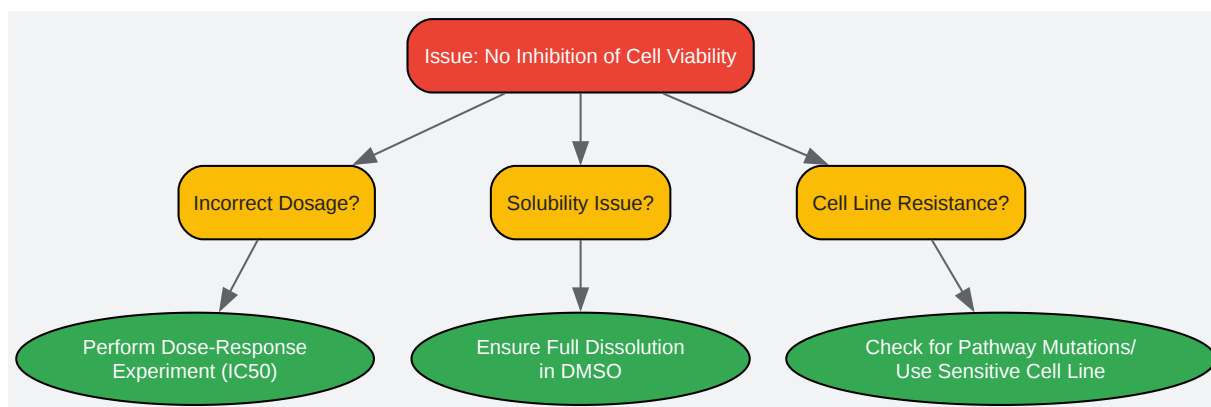 Issue: No Inhibition of Cell Viability
Incorrect Dosage?
Solubility Issue?
Cell Line Resistance?
Perform Dose-Response
Experiment (IC50)
Ensure Full Dissolution
in DMSO
Check for Pathway Mutations/
Use Sensitive Cell Line